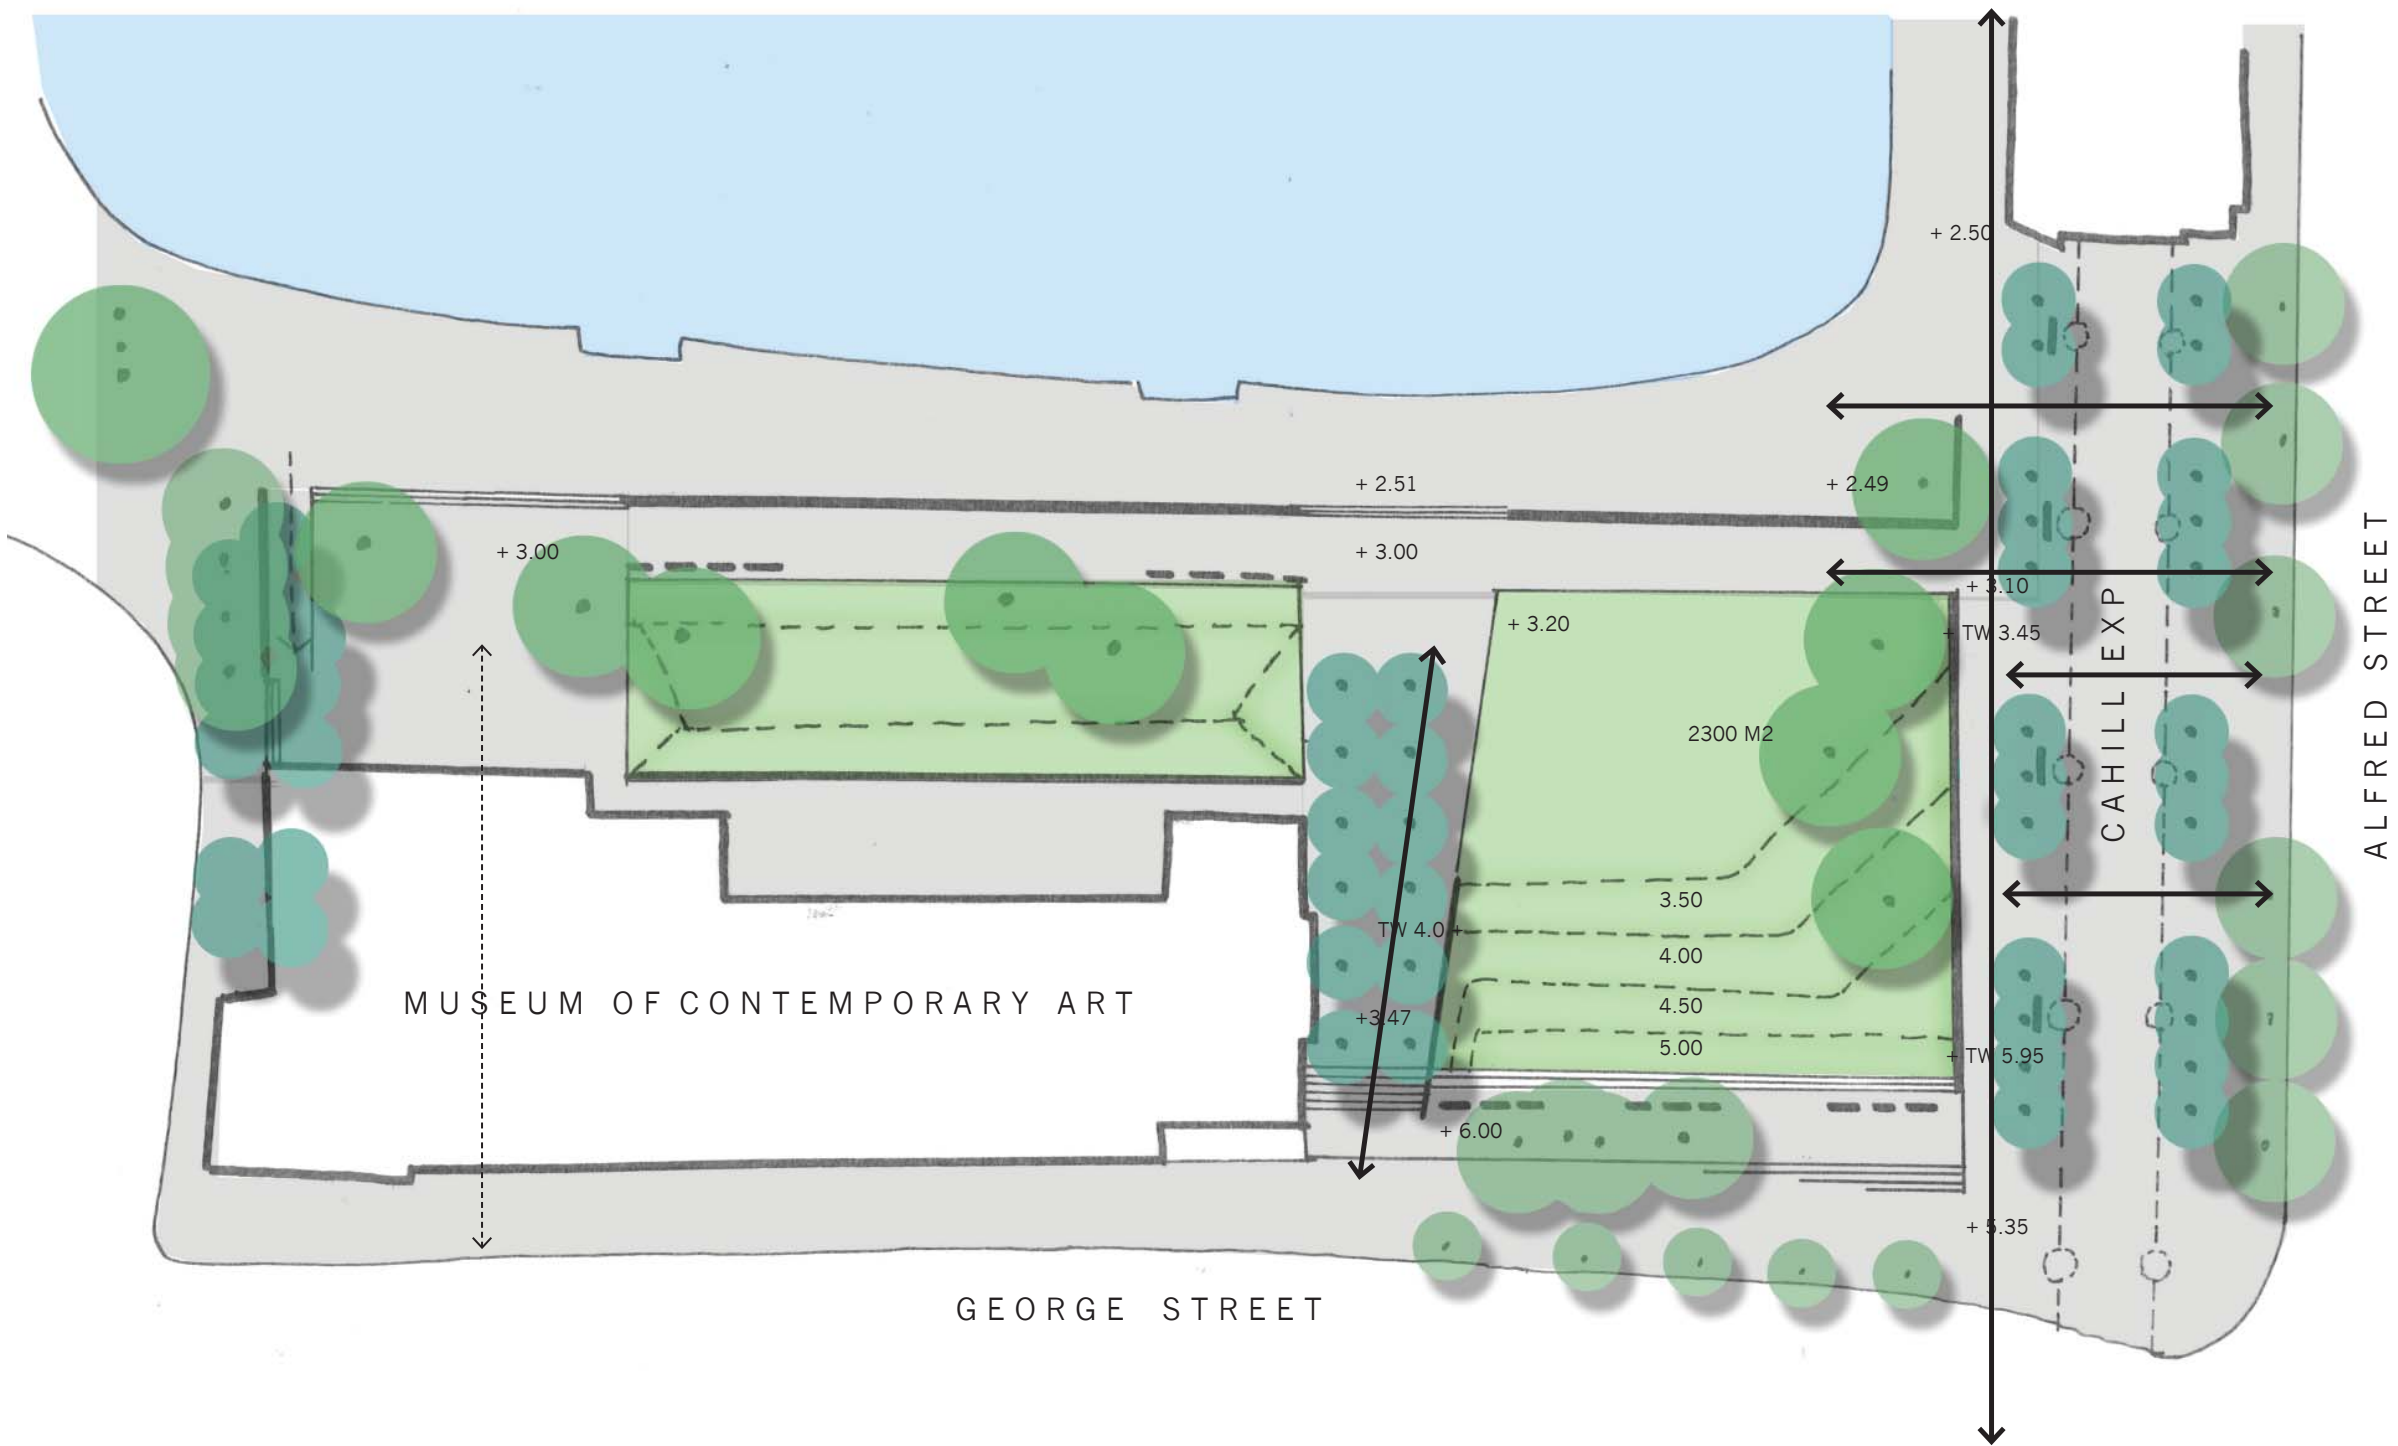 + 2.50
+ 2.51
+ 2.49
+ 3.00
+ 3.00
+ 3.10
+ 3.20
+ TW 3.45
2300 M2
CAHILL EXP
ALFRED STREET
3.50
TW 4.0 +
4.00
MUSEUM OF CONTEMPORARY ART
4.50
+3.47
5.00
+ TW 5.95
+ 6.00
+ 5.35
GEORGE STREET